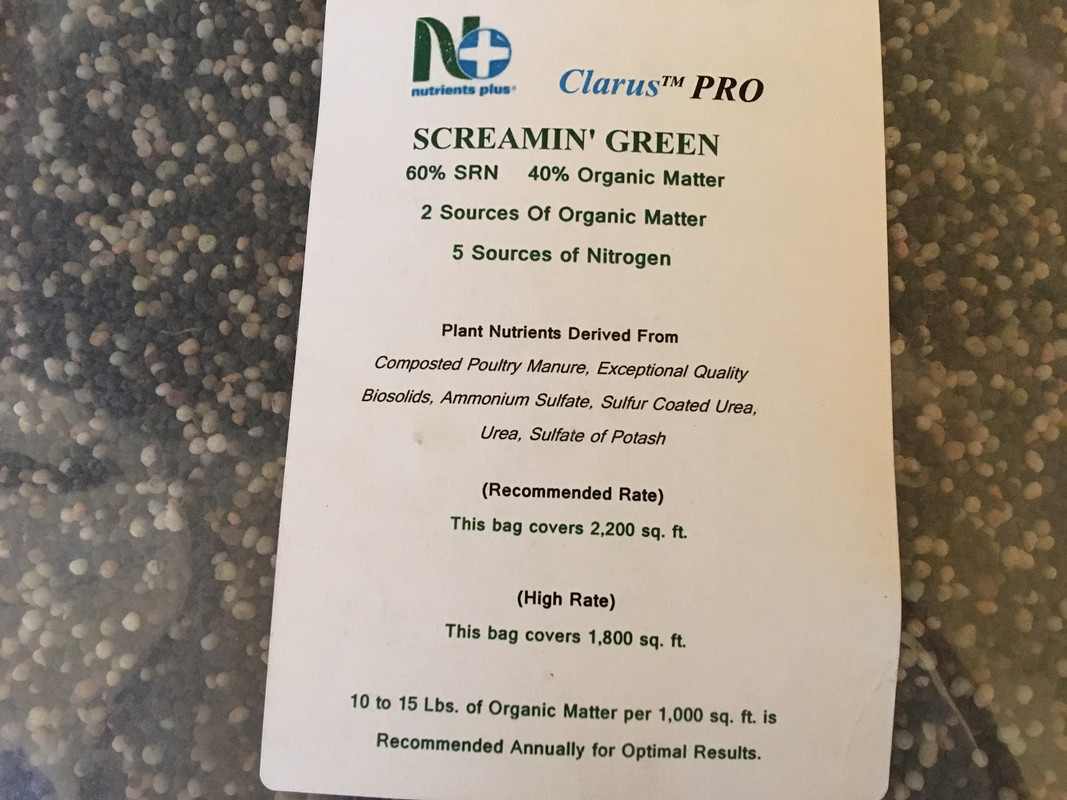 N
nutrients plus®
Clarus™ PRO
SCREAMIN' GREEN
60% SRN 40% Organic Matter
2 Sources Of Organic Matter
5 Sources of Nitrogen
Plant Nutrients Derived From
Composted Poultry Manure, Exceptional Quality
Biosolids, Ammonium Sulfate, Sulfur Coated Urea,
Urea, Sulfate of Potash
(Recommended Rate)
This bag covers 2,200 sq. ft.
(High Rate)
This bag covers 1,800 sq. ft.
10 to 15 Lbs. of Organic Matter per 1,000 sq. ft. is
Recommended Annually for Optimal Results.